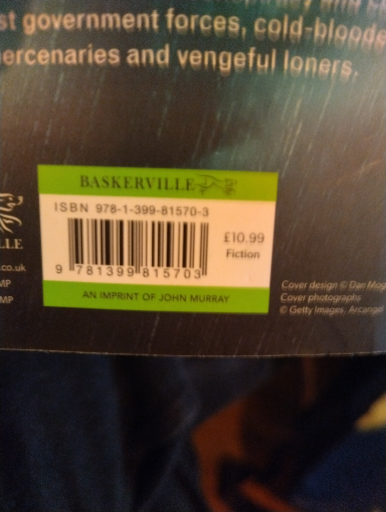 st government forces, cold-bloode
ercenaries and vengeful loners.
BASKERVILLE
ISBN 978-1-399-81570-3
£10.99
Fiction
9 781399 815703
AN IMPRINT OF JOHN MURRAY
LLE
.co.uk
MP
MP
Cover design © Dan Mog
Cover photographs
© Getty Images, Arcangel